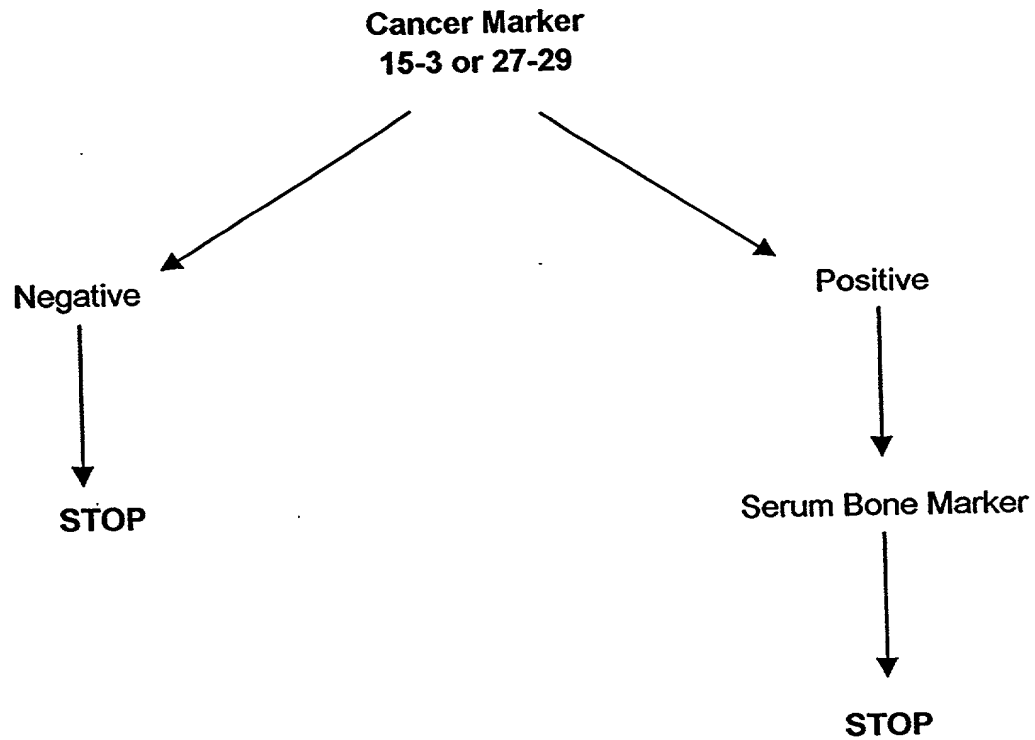 Cancer Marker
15-3 or 27-29
Negative
Positive
STOP
Serum Bone Marker
STOP